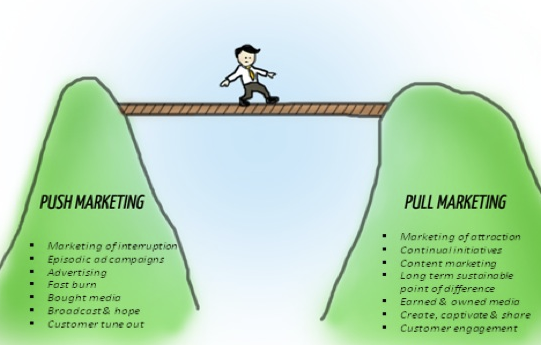 PUSH MARKETING
Marketing of interruption
Episodic ad campaigns
Advertising
Fast burn
Bought media
Broadcast & hope
Customer tune out
PULL MARKETING
Marketing of attraction
Continual initiatives
Content marketing
Long term sustainable
point of difference
Earned & owned media
Create, captivate & share
Customer engagement